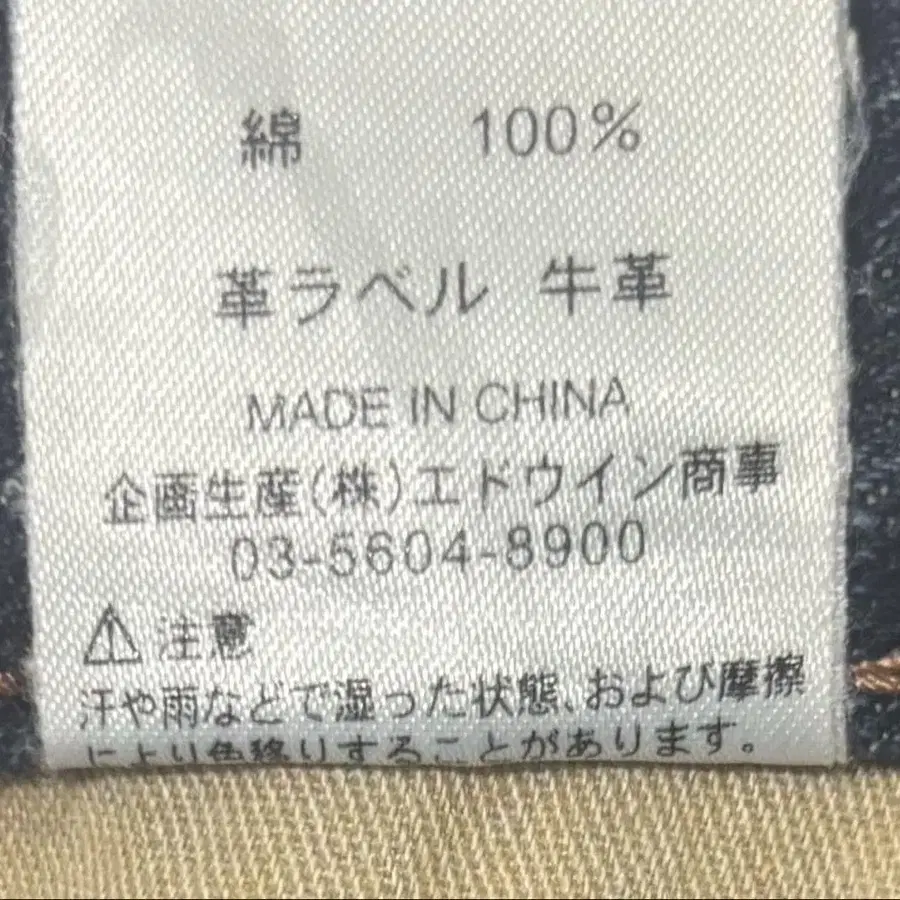 綿 100%
革ラベル 牛革
MADE IN CHINA
企画生産(株)エドウイン商事
03-5604-8900
⚠ 注意
汗や雨などで湿った状態、および摩擦
により色移りすることがあります。